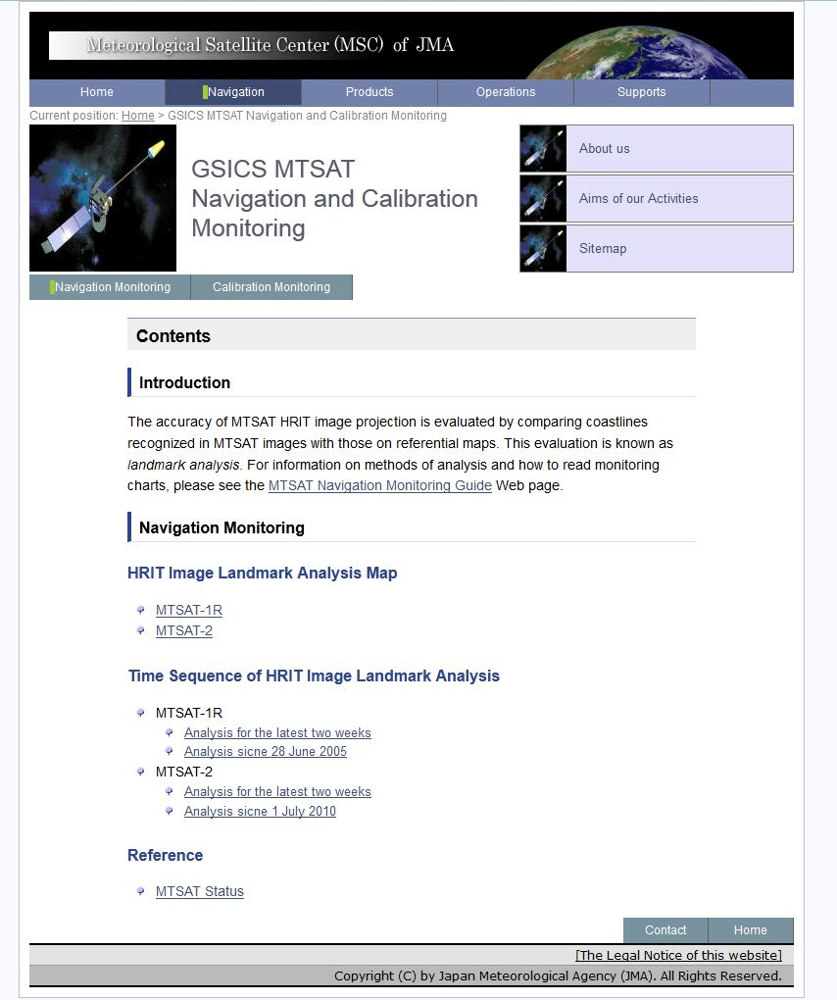 Meteorological Satellite Center (MSC) of JMA
Home Navigation Products Operations Supports
Current position: Home > GSICS MTSAT Navigation and Calibration Monitoring
GSICS MTSAT
Navigation and Calibration
Monitoring
About us
Aims of our Activities
Sitemap
Navigation Monitoring Calibration Monitoring
Contents
Introduction
The accuracy of MTSAT HRIT image projection is evaluated by comparing coastlines
recognized in MTSAT images with those on referential maps. This evaluation is known as
landmark analysis. For information on methods of analysis and how to read monitoring
charts, please see the MTSAT Navigation Monitoring Guide Web page.
Navigation Monitoring
HRIT Image Landmark Analysis Map
MTSAT-1R
MTSAT-2
Time Sequence of HRIT Image Landmark Analysis
MTSAT-1R
Analysis for the latest two weeks
Analysis sicne 28 June 2005
MTSAT-2
Analysis for the latest two weeks
Analysis sicne 1 July 2010
Reference
MTSAT Status
Contact Home
[The Legal Notice of this website]
Copyright (C) by Japan Meteorological Agency (JMA). All Rights Reserved.